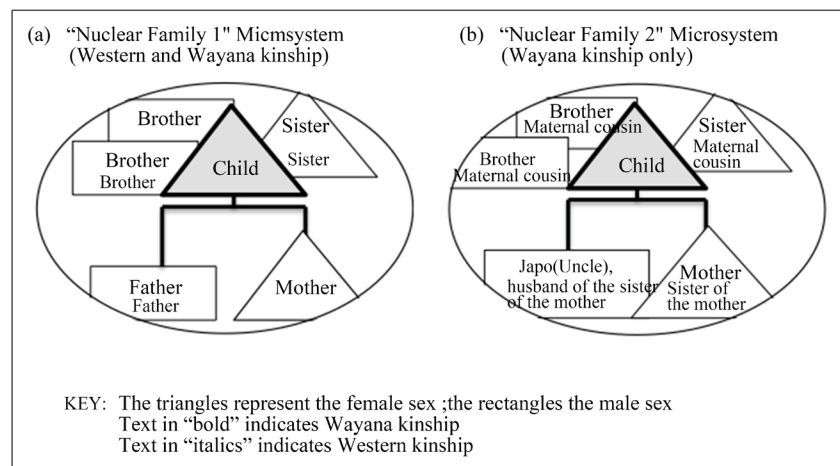 (a) “Nuclear Family 1" Micmsystem
(Western and Wayana kinship)
Brother
Sister
Brother
Brother
Sister
Child
Father
Father
Mother
(b) “Nuclear Family 2" Microsystem
(Wayana kinship only)
Brother
Maternal cousin
Sister
Maternal
cousin
Brother
Maternal cousin
Child
Japo(Uncle),
husband of the sister
of the mother
Mother
Sister of
the mother
KEY: The triangles represent the female sex ;the rectangles the male sex
Text in “bold” indicates Wayana kinship
Text in “italics” indicates Western kinship